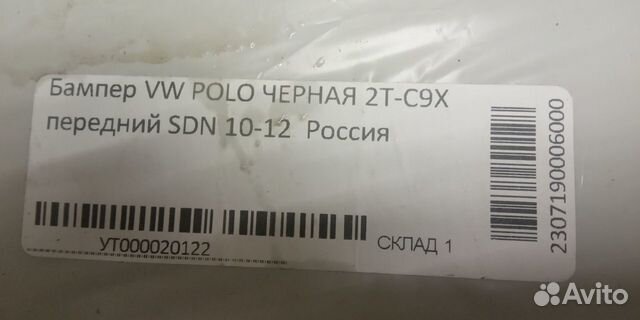 Бампер VW POLO ЧЕРНАЯ 2T-C9X
передний SDN 10-12 Россия
УТ000020122
СКЛАД 1
2307190006000
Avito